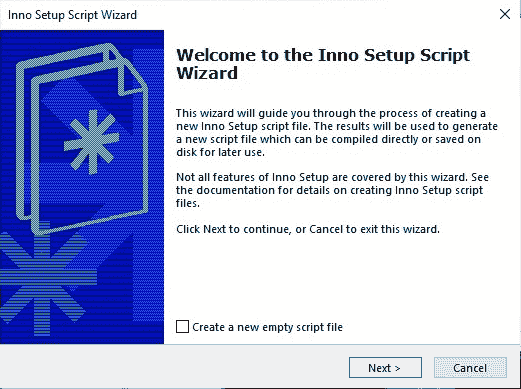 Inno Setup Script Wizard
Welcome to the Inno Setup Script
Wizard
This wizard will guide you through the process of creating a
new Inno Setup script file. The results will be used to generate
a new script file which can be compiled directly or saved on
disk for later use.
Not all features of Inno Setup are covered by this wizard. See
the documentation for details on creating Inno Setup script
files.
Click Next to continue, or Cancel to exit this wizard.
Create a new empty script file
Next >
Cancel